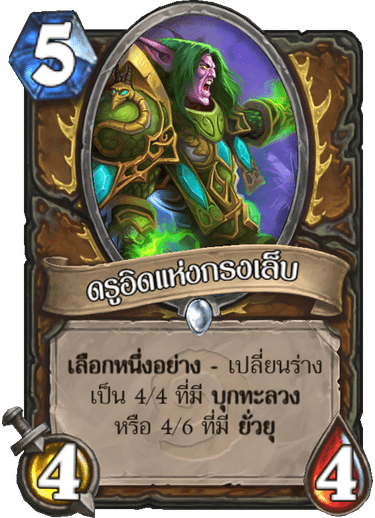 5
ดรูอิดแห่งกรงเล็บ
เลือกหนึ่งอย่าง - เปลี่ยนร่าง
เป็น 4/4 ที่มี บุกทะลวง
หรือ 4/6 ที่มี ยั่วยุ
4
4